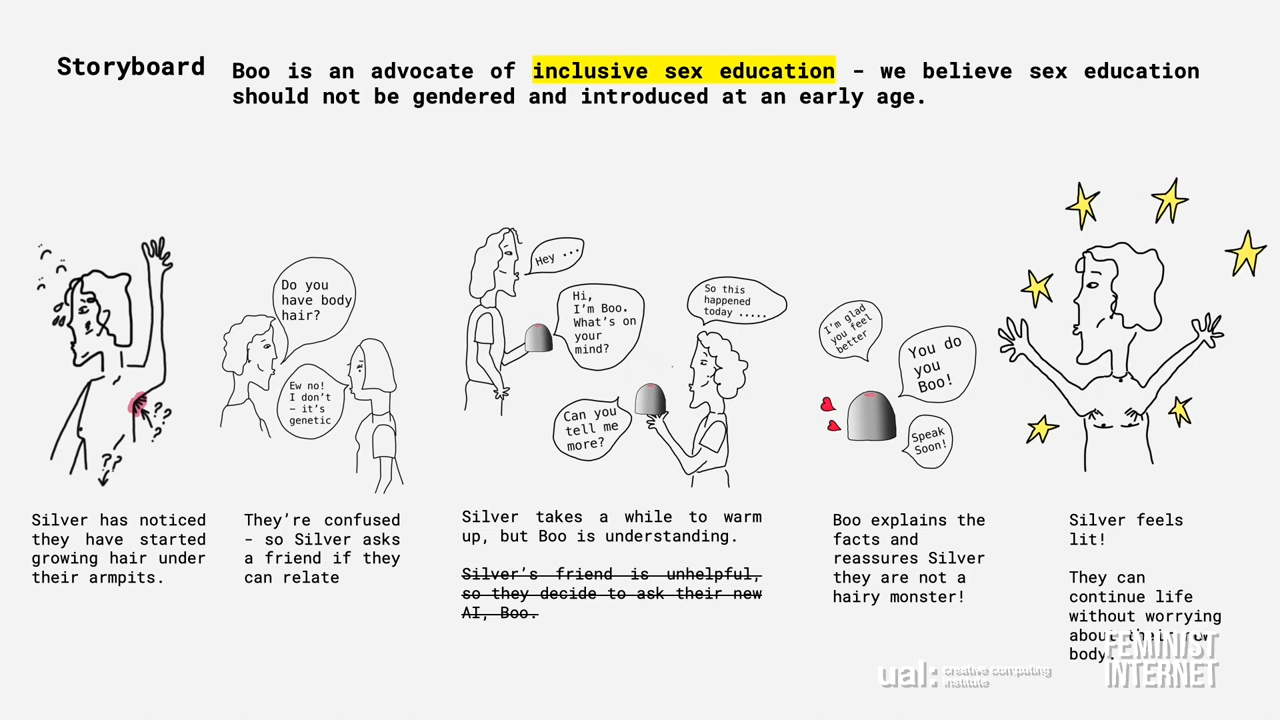 Storyboard
Boo is an advocate of inclusive sex education – we believe sex education
should not be gendered and introduced at an early age.
Do you
have body
hair?
Ew no!
I don't
– it's
genetic
Hey ...
Hi,
I'm Boo.
What's on
your
mind?
So this
happened
today .....
Can you
tell me
more?
I'm glad
you feel
better
You do
you
Boo!
Speak
Soon!
??
??
Silver has noticed
they have started
growing hair under
their armpits.
They're confused
– so Silver asks
a friend if they
can relate
Silver takes a while to warm
up, but Boo is understanding.
Silver's friend is unhelpful,
so they decide to ask their new
AI, Boo.
Boo explains the
facts and
reassures Silver
they are not a
hairy monster!
Silver feels
lit!
They can
continue life
without worrying
about their new
body.
ual: creative computing
institute
FEMINIST
INTERNET